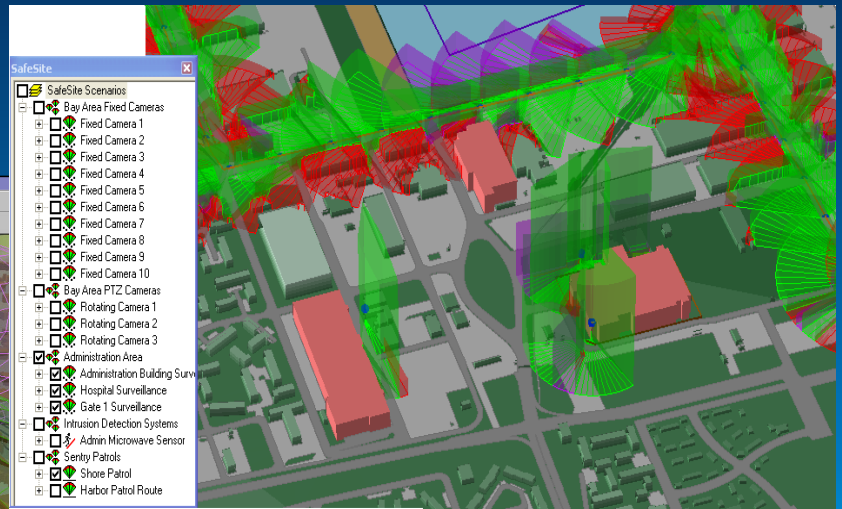 SafeSite
SafeSite Scenarios
Bay Area Fixed Cameras
Fixed Camera 1
Fixed Camera 2
Fixed Camera 3
Fixed Camera 4
Fixed Camera 5
Fixed Camera 6
Fixed Camera 7
Fixed Camera 8
Fixed Camera 9
Fixed Camera 10
Bay Area PTZ Cameras
Rotating Camera 1
Rotating Camera 2
Rotating Camera 3
Administration Area
Administration Building Surv
Hospital Surveillance
Gate 1 Surveillance
Intrusion Detection Systems
Admin Microwave Sensor
Sentry Patrols
Shore Patrol
Harbor Patrol Route